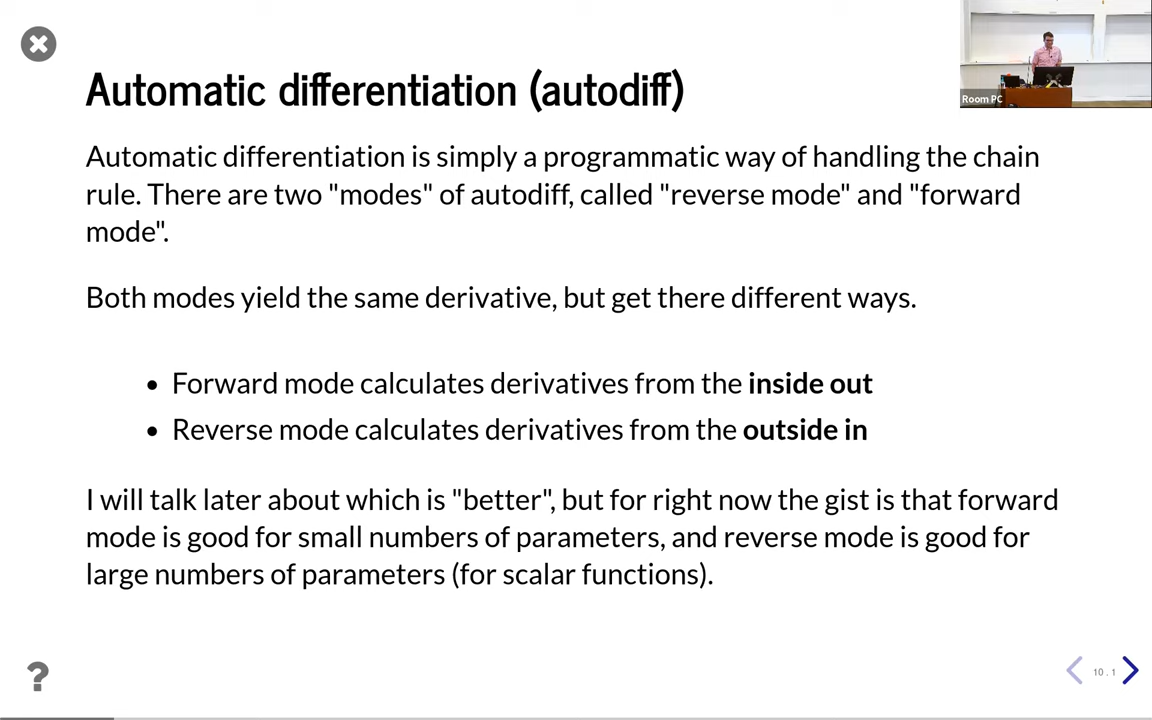 Automatic differentiation (autodiff)
Room PC
Automatic differentiation is simply a programmatic way of handling the chain
rule. There are two "modes" of autodiff, called "reverse mode" and "forward
mode".
Both modes yield the same derivative, but get there different ways.
• Forward mode calculates derivatives from the inside out
• Reverse mode calculates derivatives from the outside in
I will talk later about which is "better", but for right now the gist is that forward
mode is good for small numbers of parameters, and reverse mode is good for
large numbers of parameters (for scalar functions).
?
10.1